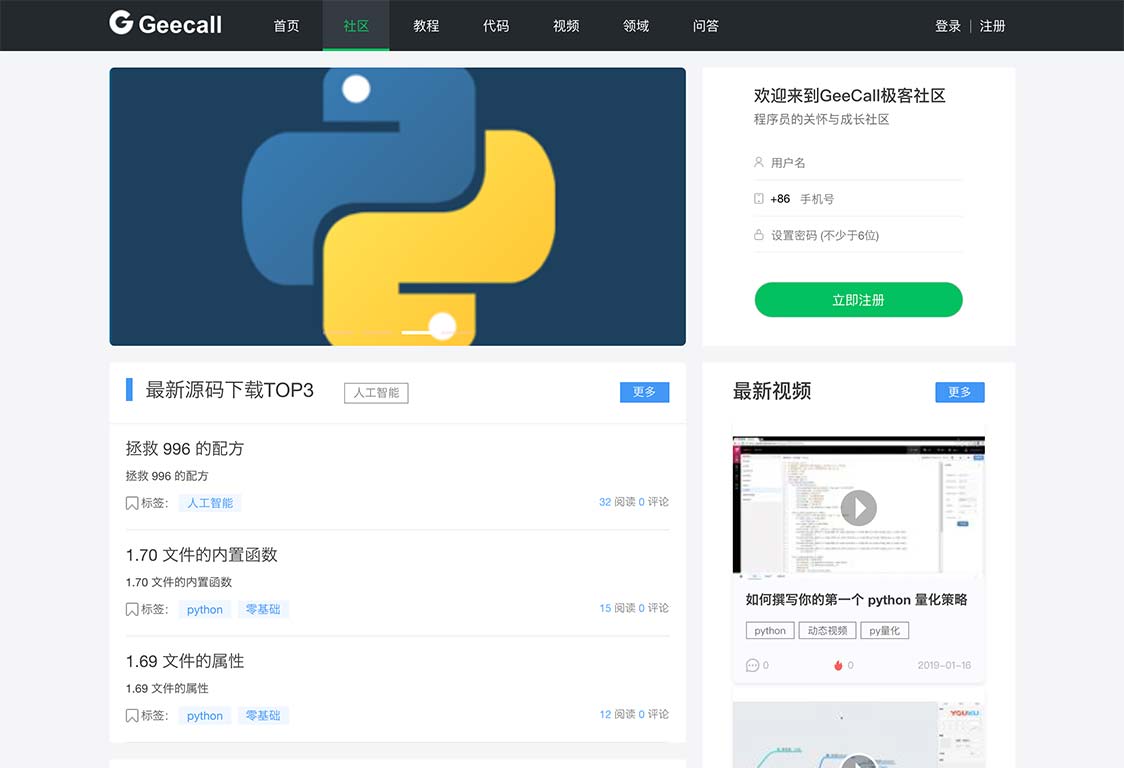 Geecall 首页 社区 教程 代码 视频 领域 问答 登录 | 注册
欢迎来到GeeCall极客社区
程序员的关怀与成长社区
用户名
+86 手机号
设置密码 (不少于6位)
立即注册
最新源码下载TOP3 人工智能 更多
拯救 996 的配方
拯救 996 的配方
标签: 人工智能 32 阅读 0 评论
1.70 文件的内置函数
1.70 文件的内置函数
标签: python 零基础 15 阅读 0 评论
1.69 文件的属性
1.69 文件的属性
标签: python 零基础 12 阅读 0 评论
最新视频 更多
如何撰写你的第一个 python 量化策略
python 动态视频 py量化
0 0 2019-01-16
YOUKU